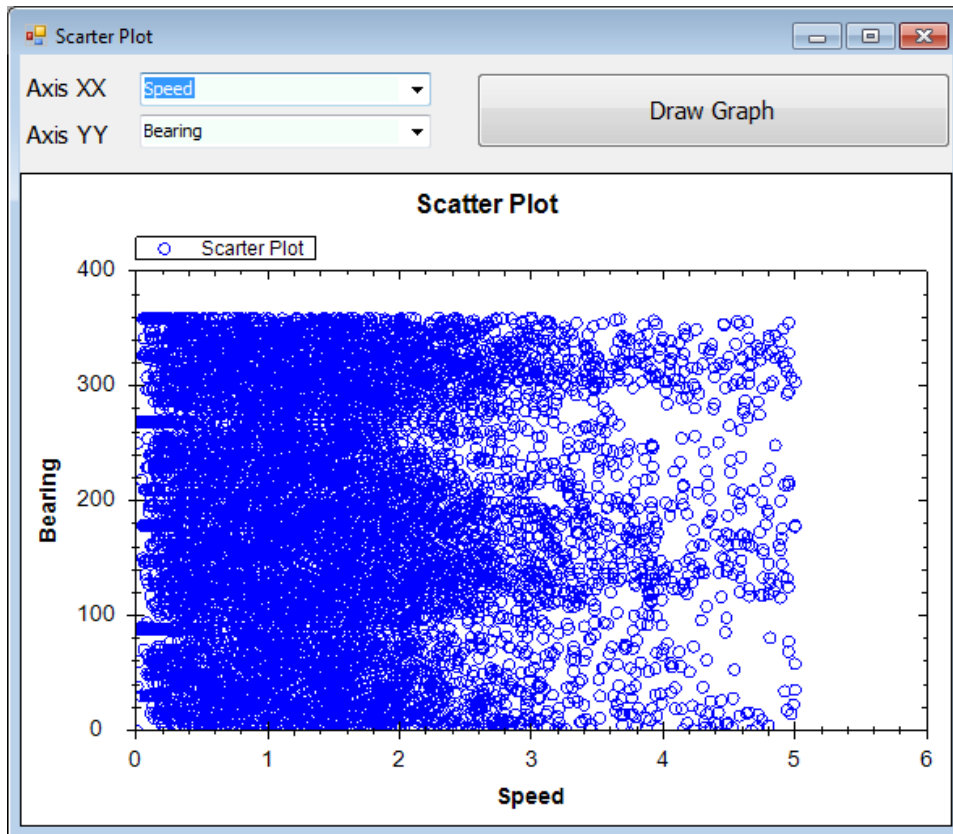 Scarter Plot
Axis XX Speed
Draw Graph
Axis YY Bearing
Scatter Plot
Scarter Plot
400
300
200
100
0
Bearing
0 1 2 3 4 5 6
Speed